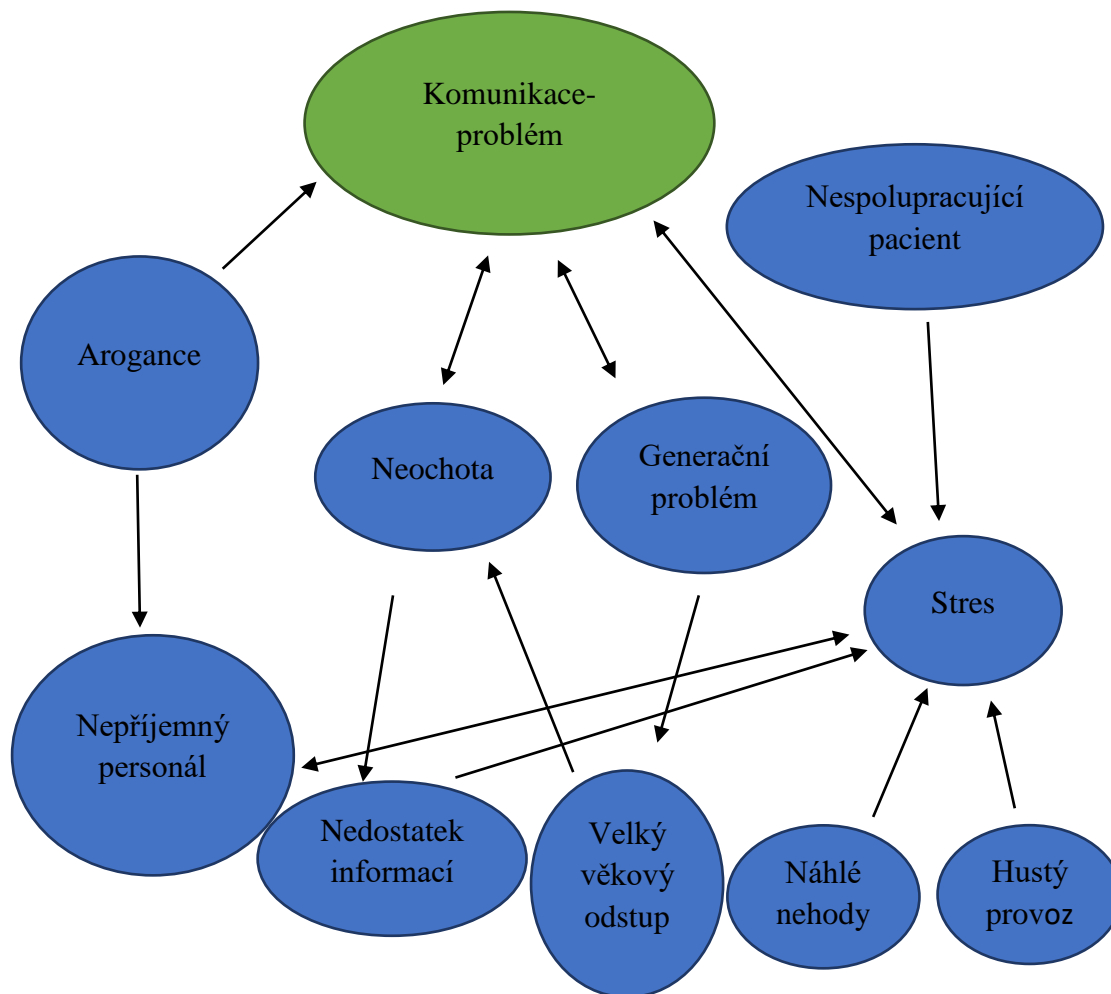 Komunikace-
problém
Nespolupracující
pacient
Arogance
Neochota
Generační
problém
Stres
Nepříjemný
personál
Nedostatek
informací
Velký
věkový
odstup
Náhlé
nehody
Hustý
provoz